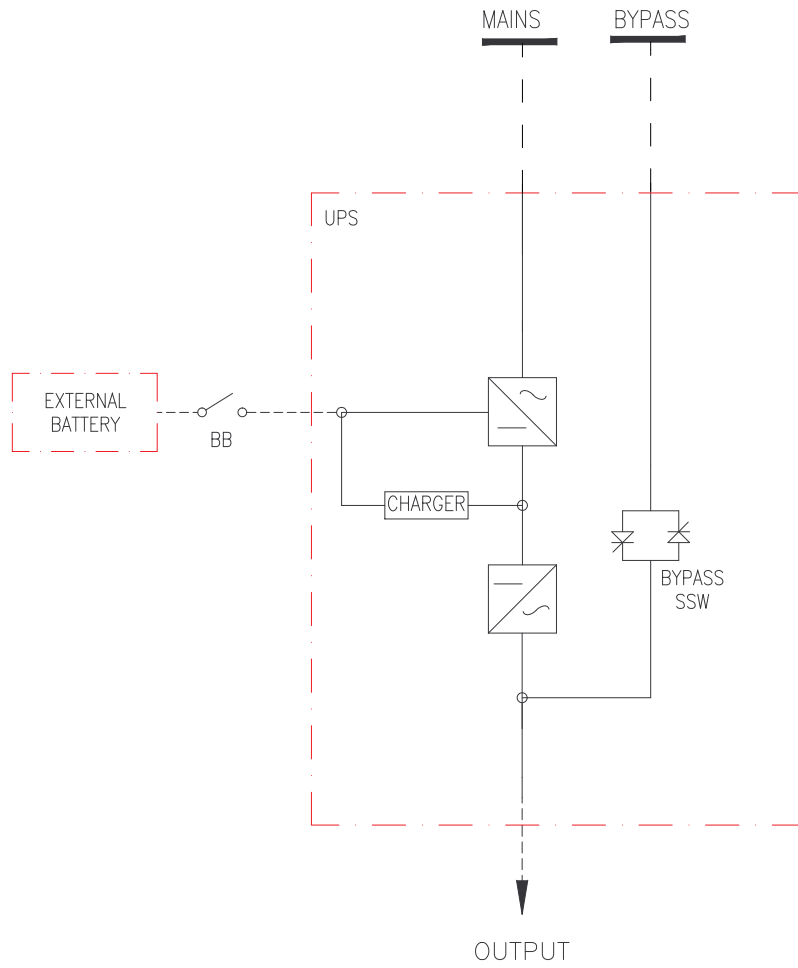 MAINS
BYPASS
UPS
EXTERNAL
BATTERY
BB
CHARGER
BYPASS
SSW
OUTPUT